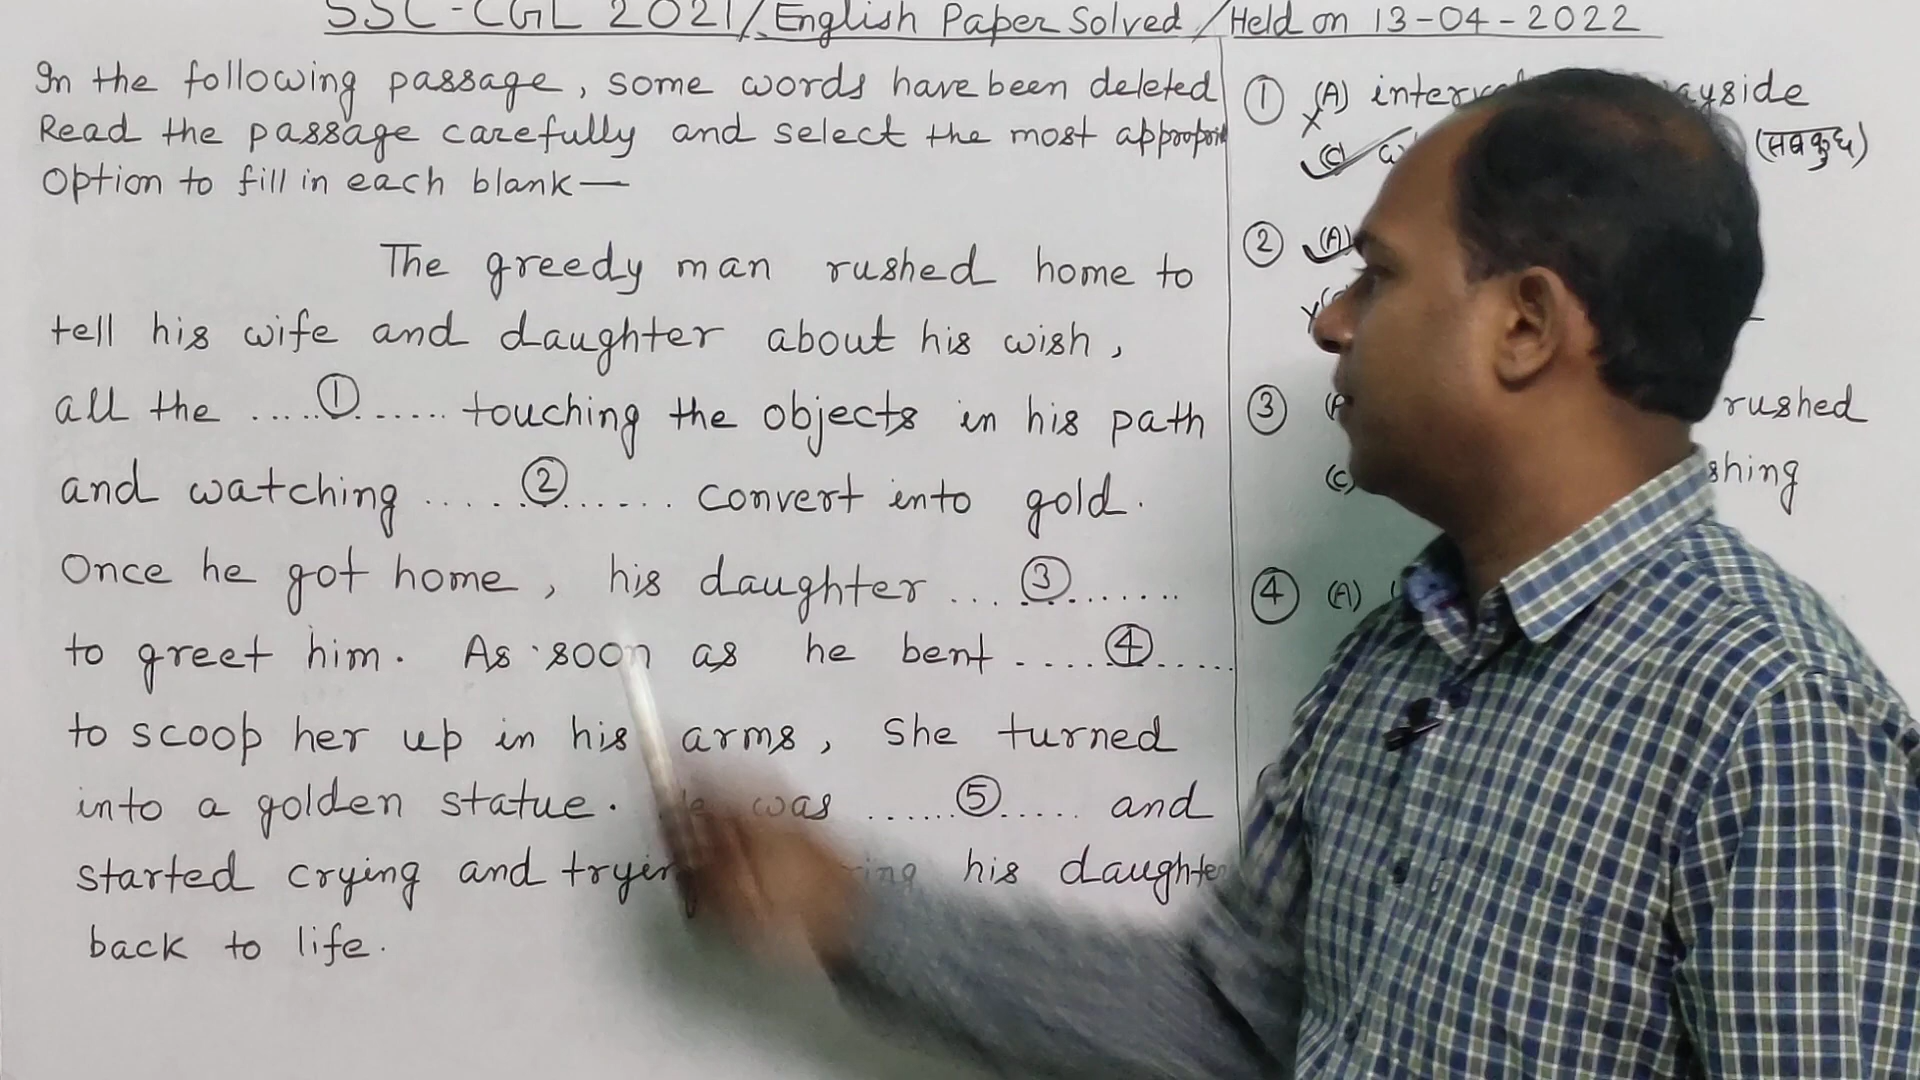 SSC-CGL 2021/English Paper Solved/Held on 13-04-2022
In the following passage, some words have been deleted
Read the passage carefully and select the most
Option to fill in each blank—
The greedy man rushed home to
tell his wife and daughter about his wish,
all the .....①...... touching the objects in his path
and watching .....②...... convert into gold.
Once he got home, his daughter ....③.......
to greet him. As soon as he bent ....④.....
to scoop her up in his arms, she turned
into a golden statue. was ......⑤..... and
started crying and his daughter
back to life.
① (A)
(C) (सबकुछ)
② (A)
③ rushed
(C)
④ (A)